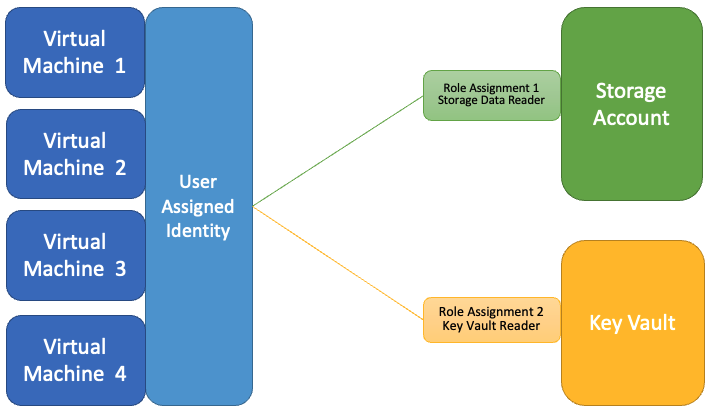 Virtual
Machine 1
Virtual
Machine 2
Virtual
Machine 3
Virtual
Machine 4
User
Assigned
Identity
Role Assignment 1
Storage Data Reader
Storage
Account
Role Assignment 2
Key Vault Reader
Key Vault